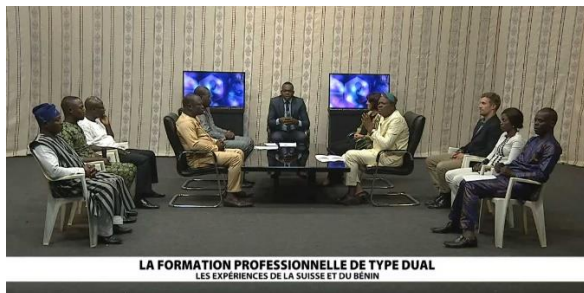 LA FORMATION PROFESSIONNELLE DE TYPE DUAL
LES EXPÉRIENCES DE LA SUISSE ET DU BÉNIN